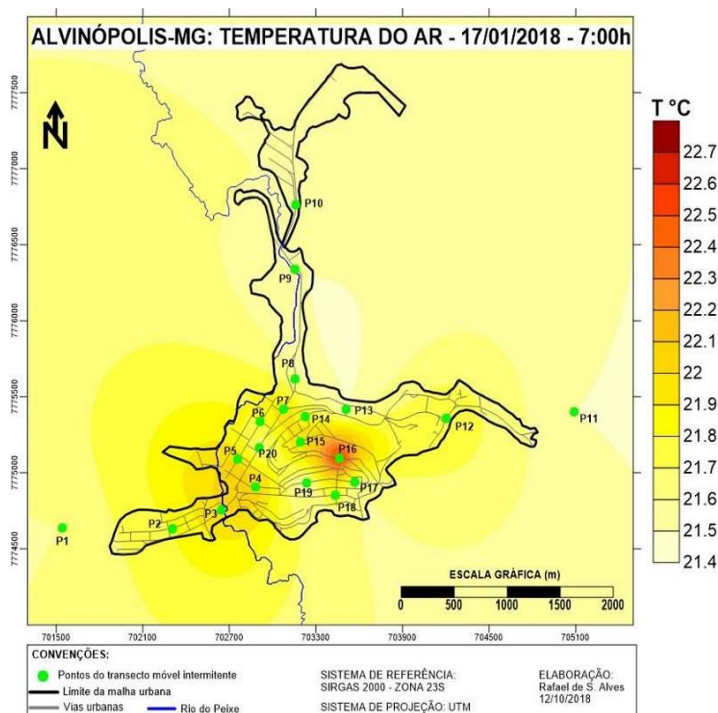 ALVINÓPOLIS-MG: TEMPERATURA DO AR - 17/01/2018 - 7:00h
N
7777500
7777000
7776500
7776000
7775500
7775000
7774500
P10
P9
P8
P7
P6
P14
P13
P12
P11
P15
P5
P20
P16
P4
P19
P17
P18
P3
P2
P1
T °C
22.7
22.6
22.5
22.4
22.3
22.2
22.1
22
21.9
21.8
21.7
21.6
21.5
21.4
ESCALA GRÁFICA (m)
0 500 1000 1500 2000
701500 702100 702700 703300 703900 704500 705100
CONVENÇÕES:
Pontos do transecto móvel intermitente
Limite da malha urbana
Vias urbanas Rio do Peixe
SISTEMA DE REFERÊNCIA:
SIRGAS 2000 - ZONA 23S
SISTEMA DE PROJEÇÃO: UTM
ELABORAÇÃO:
Rafael de S. Alves
12/10/2018